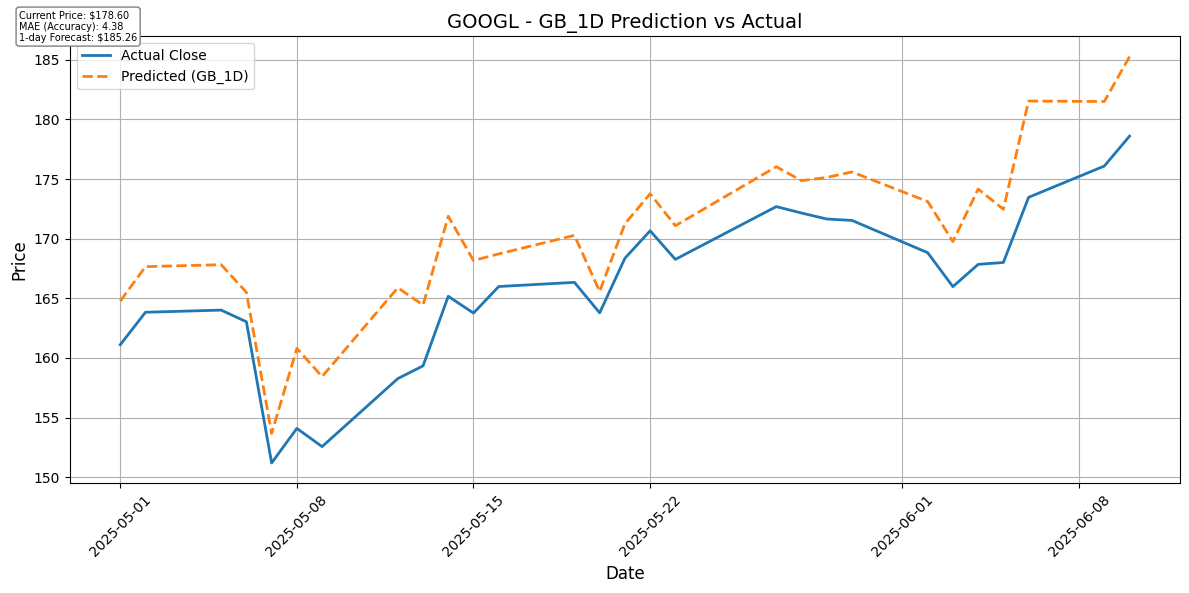 GOOGL - GB_1D Prediction vs Actual
Current Price: $178.60
MAE (Accuracy): 4.38
1-day Forecast: $185.26
Actual Close
Predicted (GB_1D)
Price
185
180
175
170
165
160
155
150
2025-05-01
2025-05-08
2025-05-15
2025-05-22
2025-06-01
2025-06-08
Date